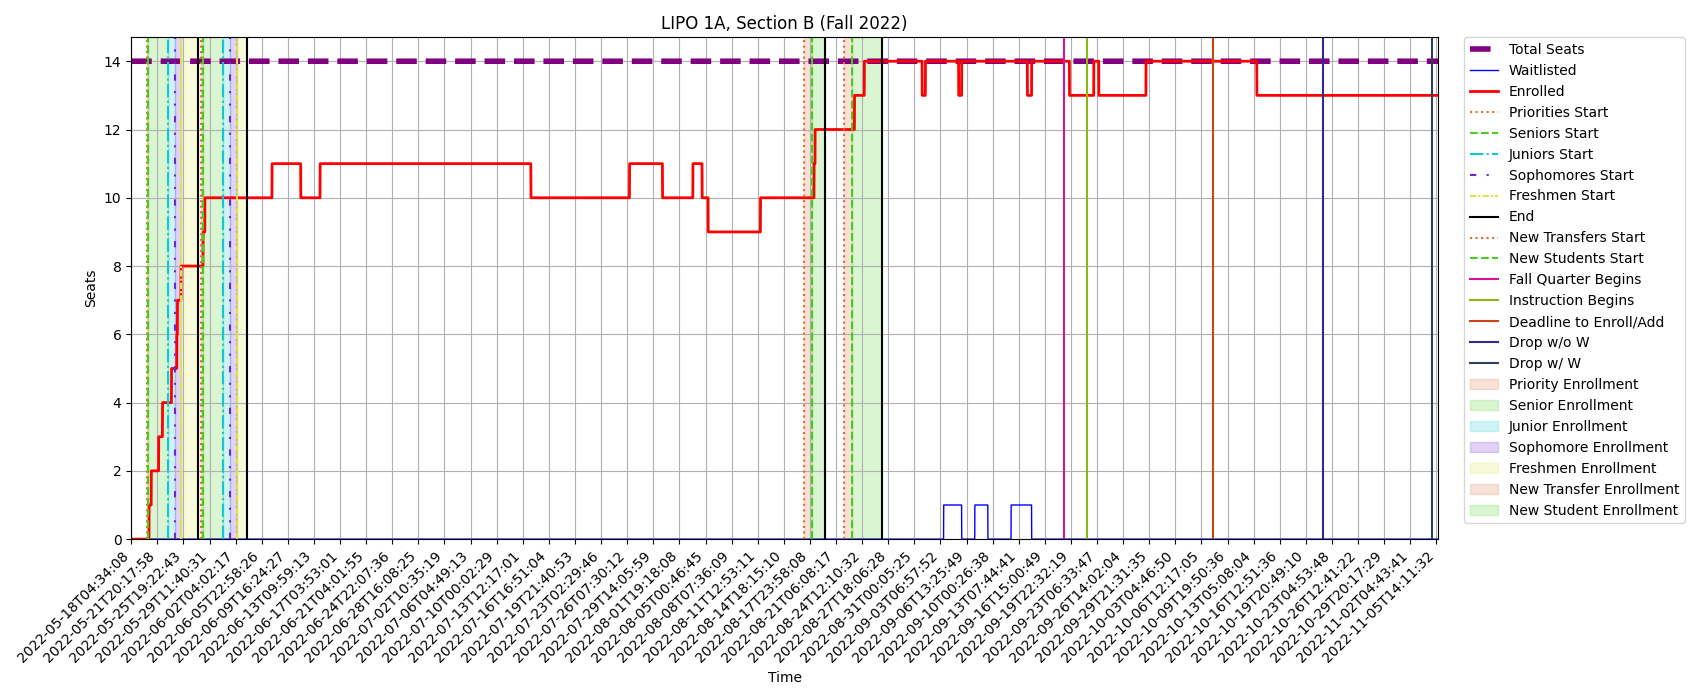 LIPO 1A, Section B (Fall 2022)
Seats
14
12
10
8
6
4
2
0
2022-05-18T04:34:08
2022-05-21T20:17:58
2022-05-25T19:22:43
2022-05-29T11:40:31
2022-06-02T04:02:17
2022-06-05T22:58:26
2022-06-09T16:24:27
2022-06-13T09:59:13
2022-06-17T03:53:01
2022-06-21T04:01:55
2022-06-24T22:07:36
2022-06-28T16:08:25
2022-07-02T10:35:19
2022-07-06T04:49:13
2022-07-10T00:02:29
2022-07-13T12:17:01
2022-07-16T16:51:04
2022-07-19T21:40:53
2022-07-23T02:29:46
2022-07-26T07:30:12
2022-07-29T14:05:59
2022-08-01T19:18:08
2022-08-05T00:46:45
2022-08-08T07:36:09
2022-08-11T12:53:11
2022-08-14T18:15:10
2022-08-17T23:58:08
2022-08-21T06:08:17
2022-08-24T12:10:32
2022-08-27T18:06:28
2022-08-31T00:05:25
2022-09-03T06:57:52
2022-09-06T13:25:49
2022-09-10T00:26:38
2022-09-13T07:44:41
2022-09-16T15:00:49
2022-09-19T22:32:19
2022-09-23T06:33:47
2022-09-26T14:02:04
2022-09-29T21:31:35
2022-10-03T04:46:50
2022-10-06T12:17:05
2022-10-09T19:50:36
2022-10-13T05:08:04
2022-10-16T12:51:36
2022-10-19T20:49:10
2022-10-23T04:53:48
2022-10-26T12:41:22
2022-10-29T20:17:29
2022-11-02T04:43:41
2022-11-05T14:11:32
Time
Total Seats
Waitlisted
Enrolled
Priorities Start
Seniors Start
Juniors Start
Sophomores Start
Freshmen Start
End
New Transfers Start
New Students Start
Fall Quarter Begins
Instruction Begins
Deadline to Enroll/Add
Drop w/o W
Drop w/ W
Priority Enrollment
Senior Enrollment
Junior Enrollment
Sophomore Enrollment
Freshmen Enrollment
New Transfer Enrollment
New Student Enrollment